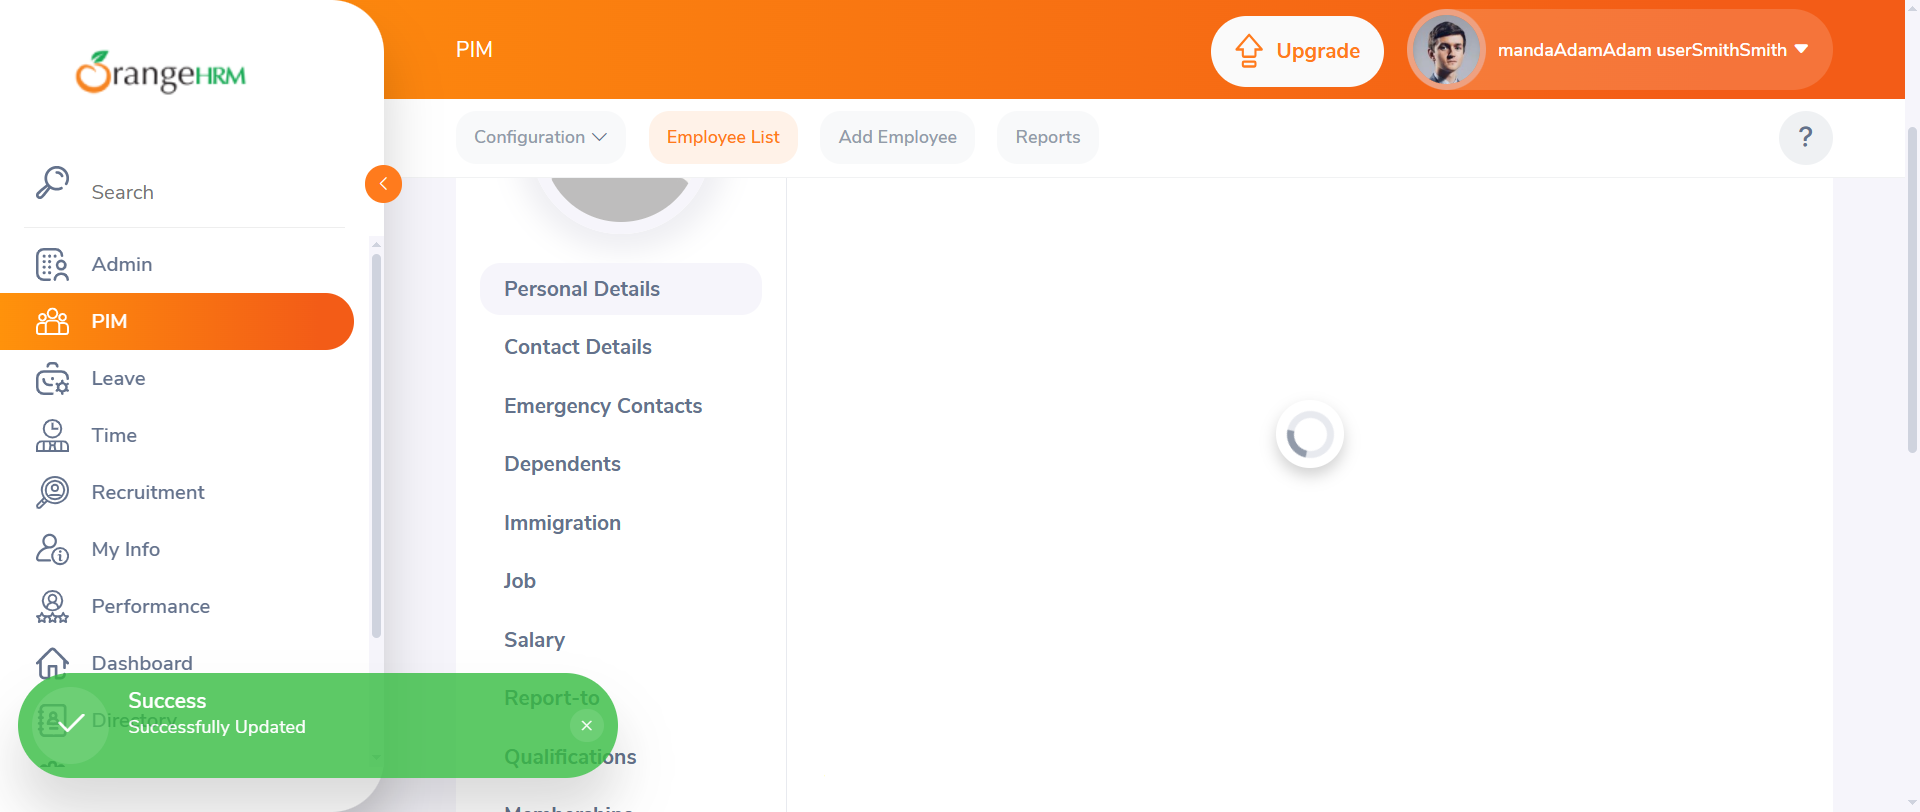 OrangeHRM
PIM
Upgrade
mandaAdamAdam userSmithSmith
Configuration
Employee List
Add Employee
Reports
?
Search
Admin
PIM
Leave
Time
Recruitment
My Info
Performance
Dashboard
Directory
Personal Details
Contact Details
Emergency Contacts
Dependents
Immigration
Job
Salary
Report-to
Qualifications
Memberships
Success
Successfully Updated